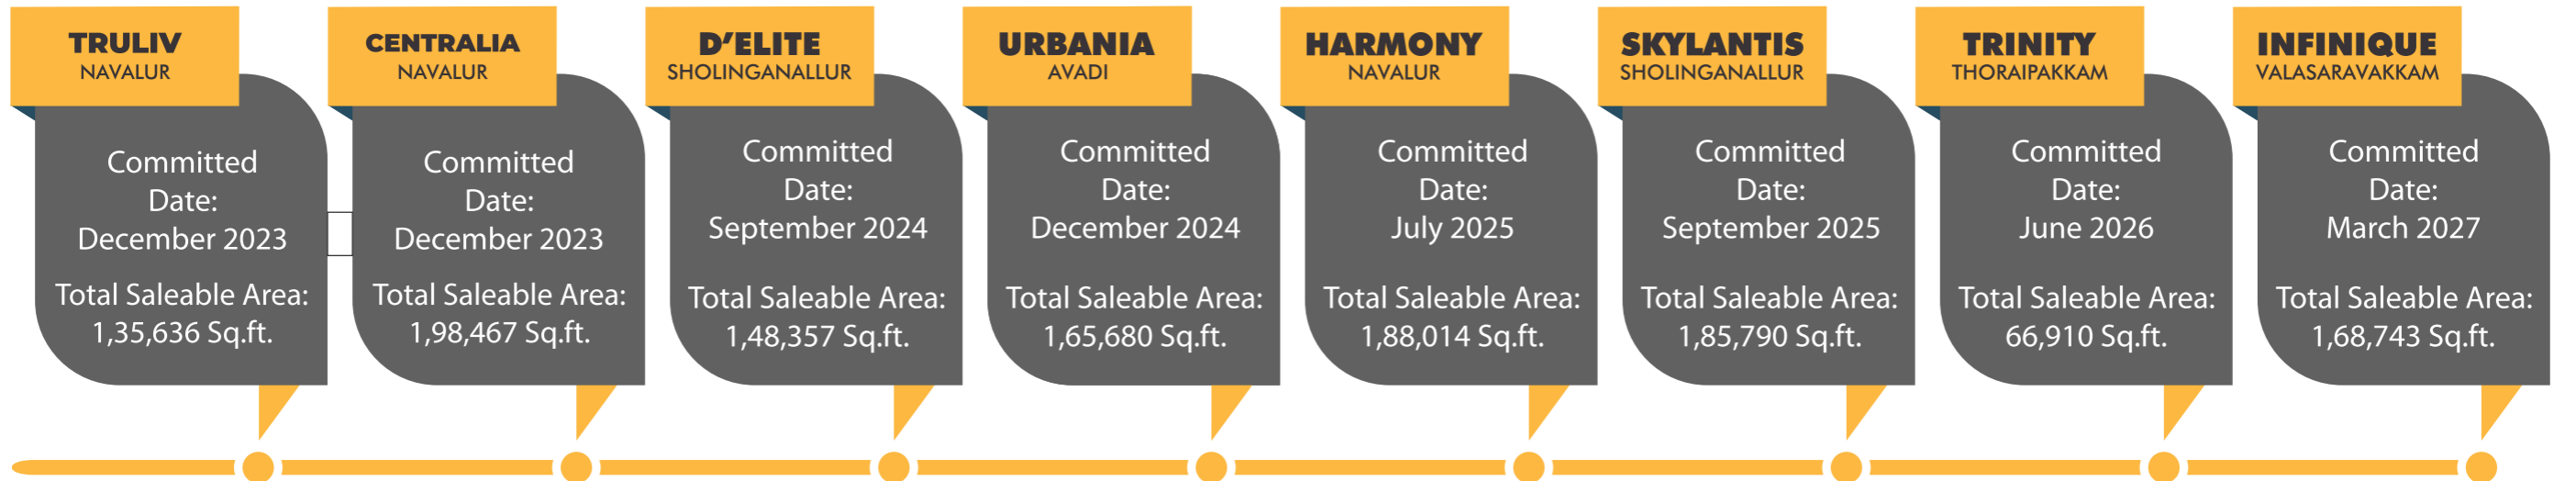 TRULIV
NAVALUR
Committed
Date:
December 2023
Total Saleable Area:
1,35,636 Sq.ft.
CENTRALIA
NAVALUR
Committed
Date:
December 2023
Total Saleable Area:
1,98,467 Sq.ft.
D’ELITE
SHOLINGANALLUR
Committed
Date:
September 2024
Total Saleable Area:
1,48,357 Sq.ft.
URBANIA
AVADI
Committed
Date:
December 2024
Total Saleable Area:
1,65,680 Sq.ft.
HARMONY
NAVALUR
Committed
Date:
July 2025
Total Saleable Area:
1,88,014 Sq.ft.
SKYLANTIS
SHOLINGANALLUR
Committed
Date:
September 2025
Total Saleable Area:
1,85,790 Sq.ft.
TRINITY
THORAIPAKKAM
Committed
Date:
June 2026
Total Saleable Area:
66,910 Sq.ft.
INFINIQUE
VALASARAVAKKAM
Committed
Date:
March 2027
Total Saleable Area:
1,68,743 Sq.ft.